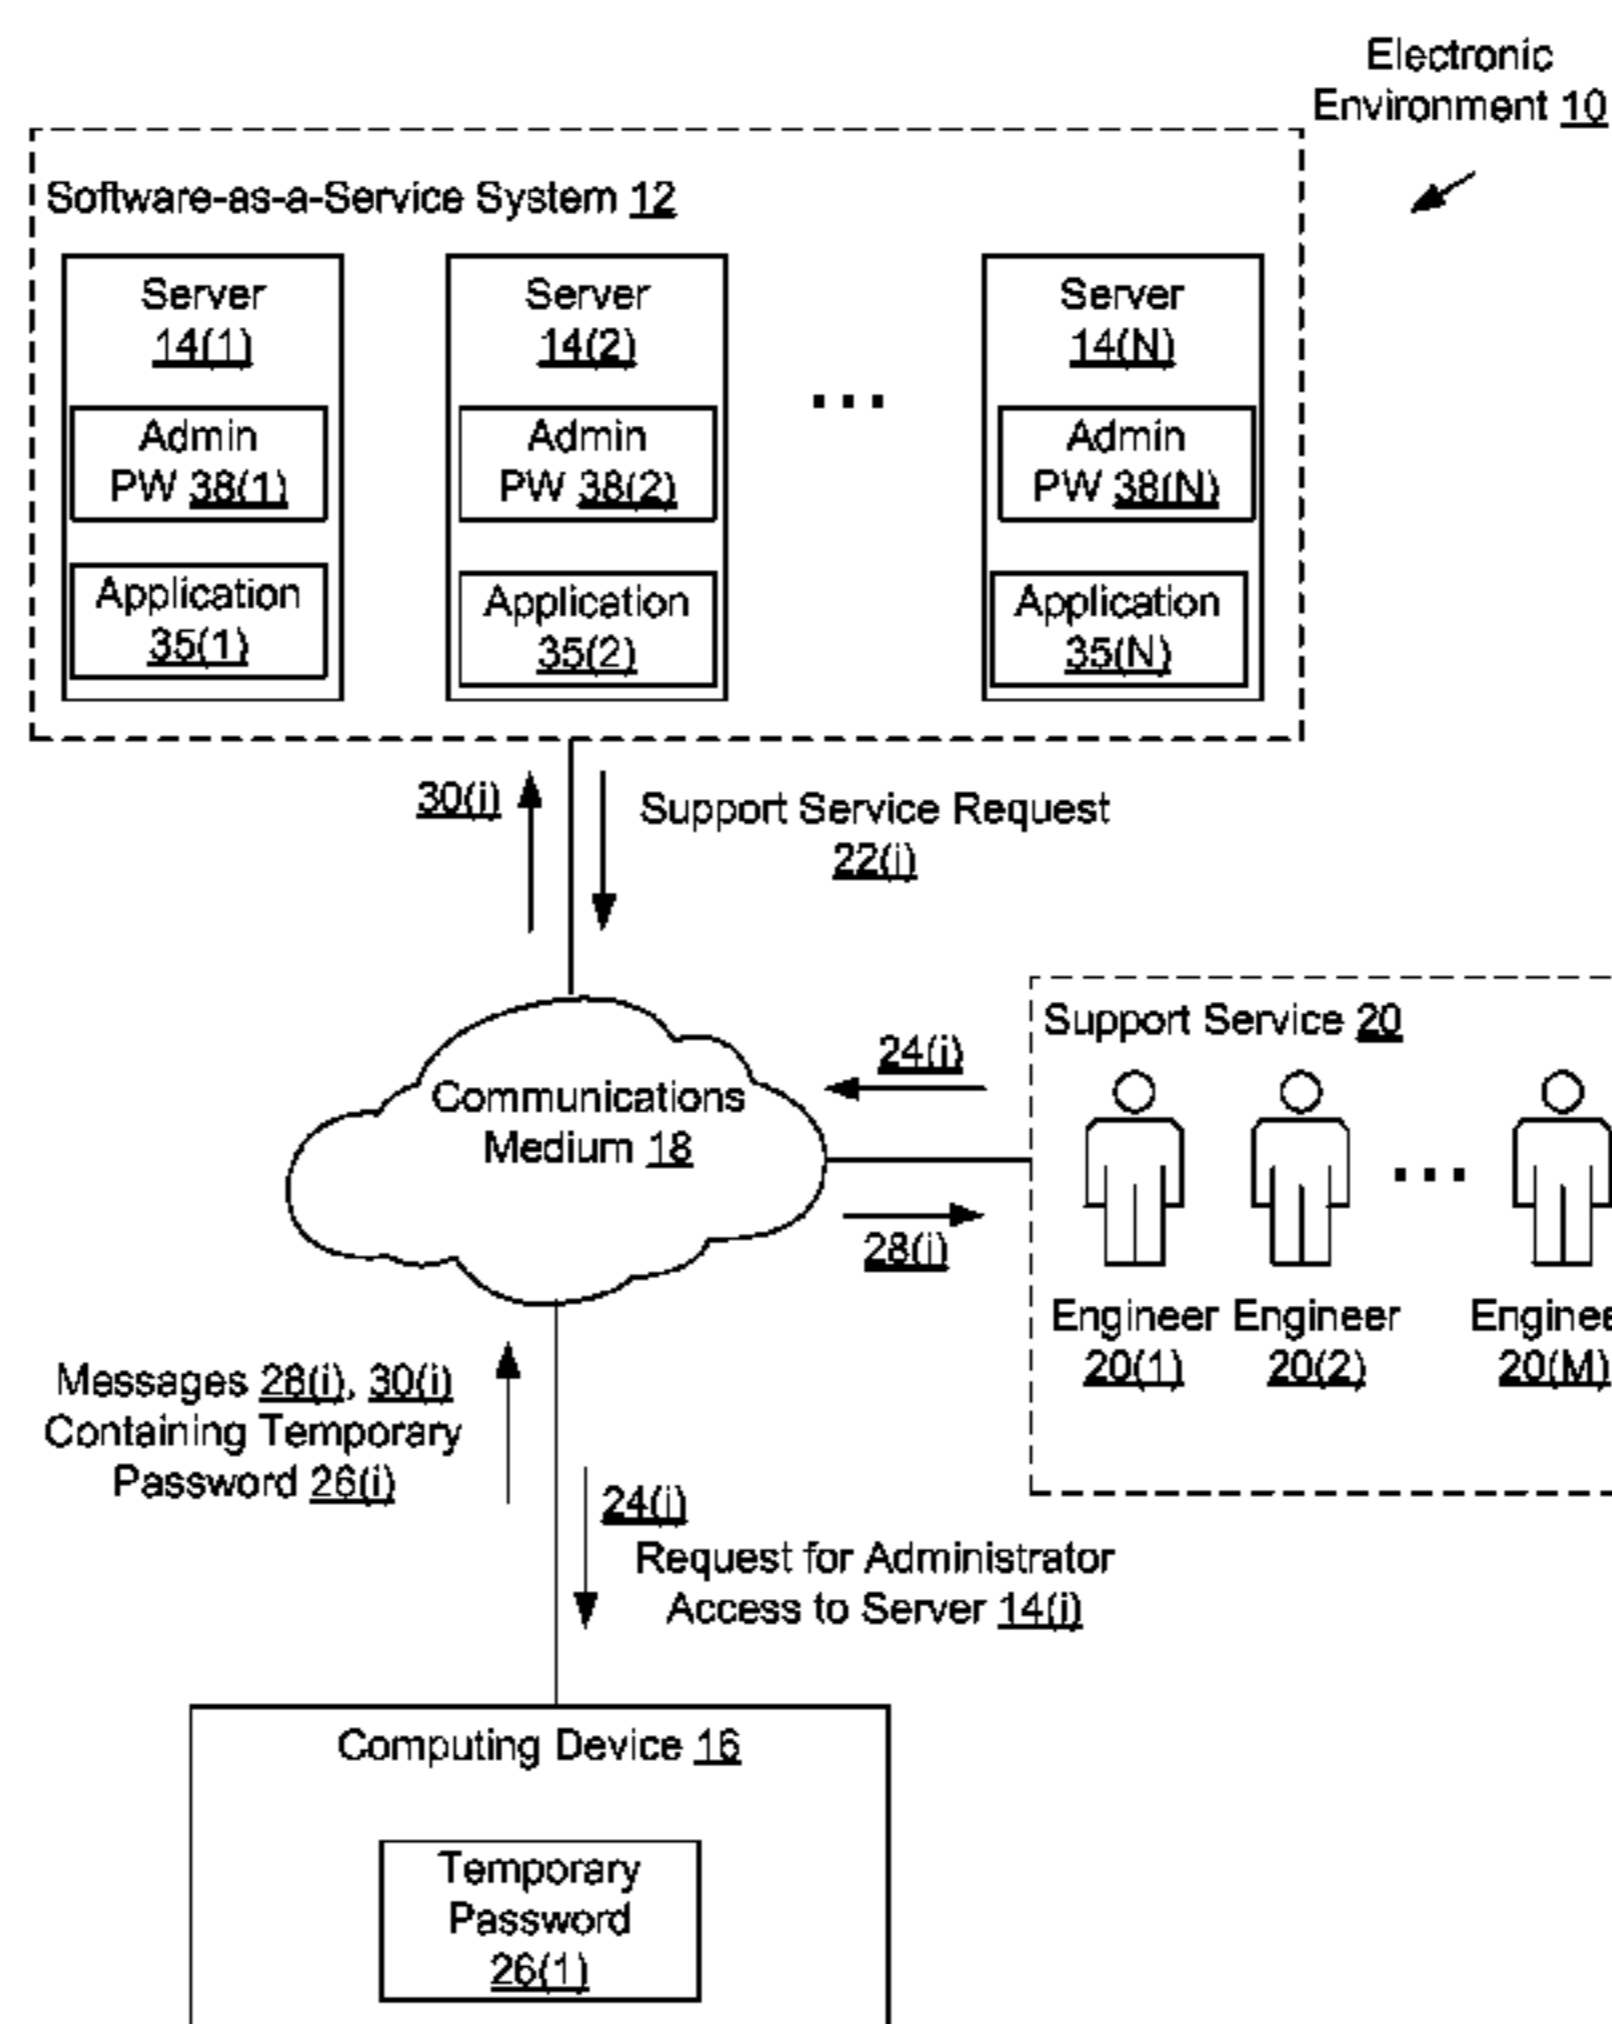 Electronic
Environment 10
Software-as-a-Service System 12
Server
14(1)
Admin
PW 38(1)
Application
35(1)
Server
14(2)
Admin
PW 38(2)
Application
35(2)
...
Server
14(N)
Admin
PW 38(N)
Application
35(N)
30(i)
Support Service Request
22(i)
Communications
Medium 18
24(i)
28(i)
Support Service 20
Engineer
20(1)
Engineer
20(2)
...
Enginee
20(M)
Messages 28(i), 30(i)
Containing Temporary
Password 26(i)
24(i)
Request for Administrator
Access to Server 14(i)
Computing Device 16
Temporary
Password
26(1)